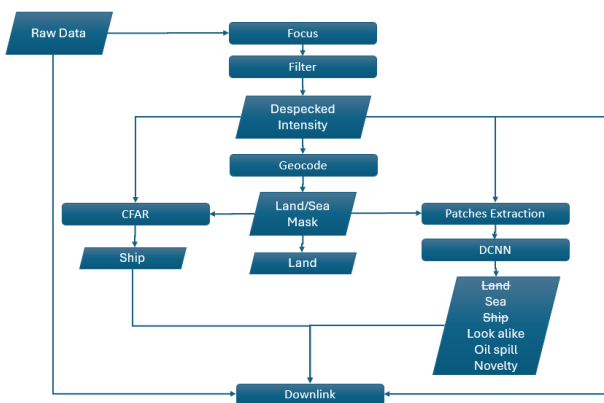 Raw Data
Focus
Filter
Despecked
Intensity
Geocode
CFAR
Land/Sea
Mask
Patches Extraction
Ship
Land
DCNN
Land
Sea
Ship
Look alike
Oil spill
Novelty
Downlink